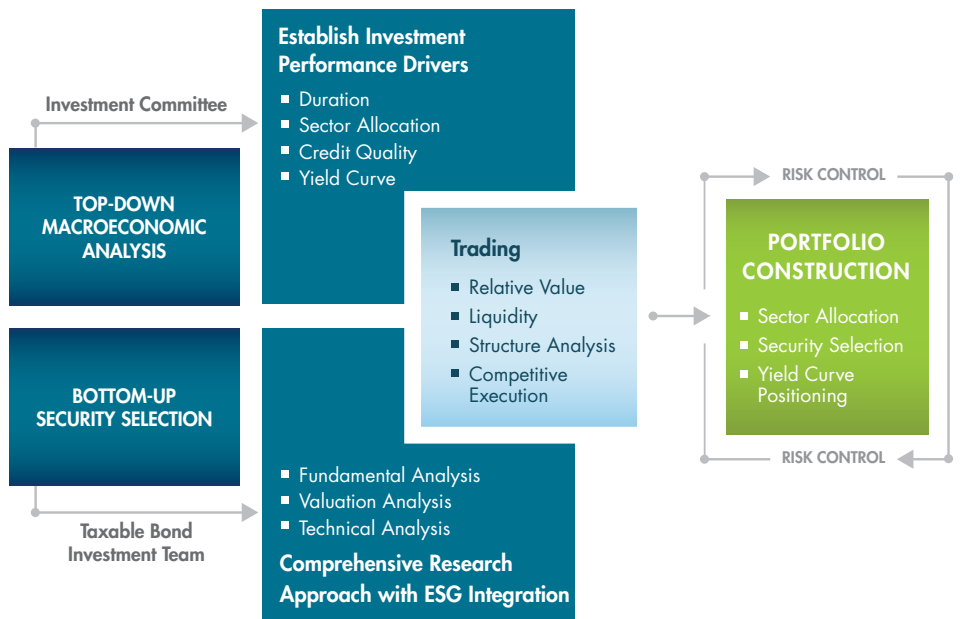 Investment Committee
TOP-DOWN
MACROECONOMIC
ANALYSIS
Establish Investment
Performance Drivers
Duration
Sector Allocation
Credit Quality
Yield Curve
BOTTOM-UP
SECURITY SELECTION
Taxable Bond
Investment Team
Fundamental Analysis
Valuation Analysis
Technical Analysis
Comprehensive Research
Approach with ESG Integration
Trading
Relative Value
Liquidity
Structure Analysis
Competitive
Execution
RISK CONTROL
PORTFOLIO
CONSTRUCTION
Sector Allocation
Security Selection
Yield Curve
Positioning
RISK CONTROL